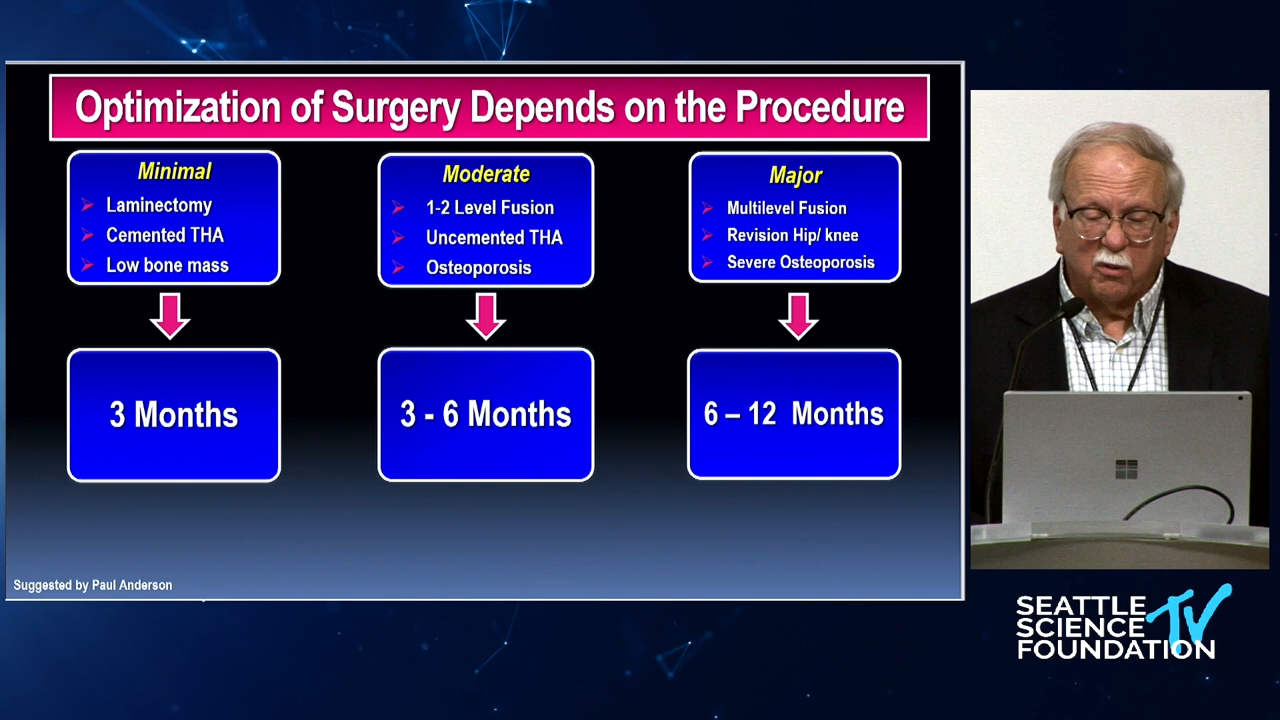 Optimization of Surgery Depends on the Procedure
Minimal
Laminectomy
Cemented THA
Low bone mass
3 Months
Moderate
1-2 Level Fusion
Uncemented THA
Osteoporosis
3 - 6 Months
Major
Multilevel Fusion
Revision Hip/ knee
Severe Osteoporosis
6 – 12 Months
Suggested by Paul Anderson
SEATTLE
SCIENCE TV
FOUNDATION